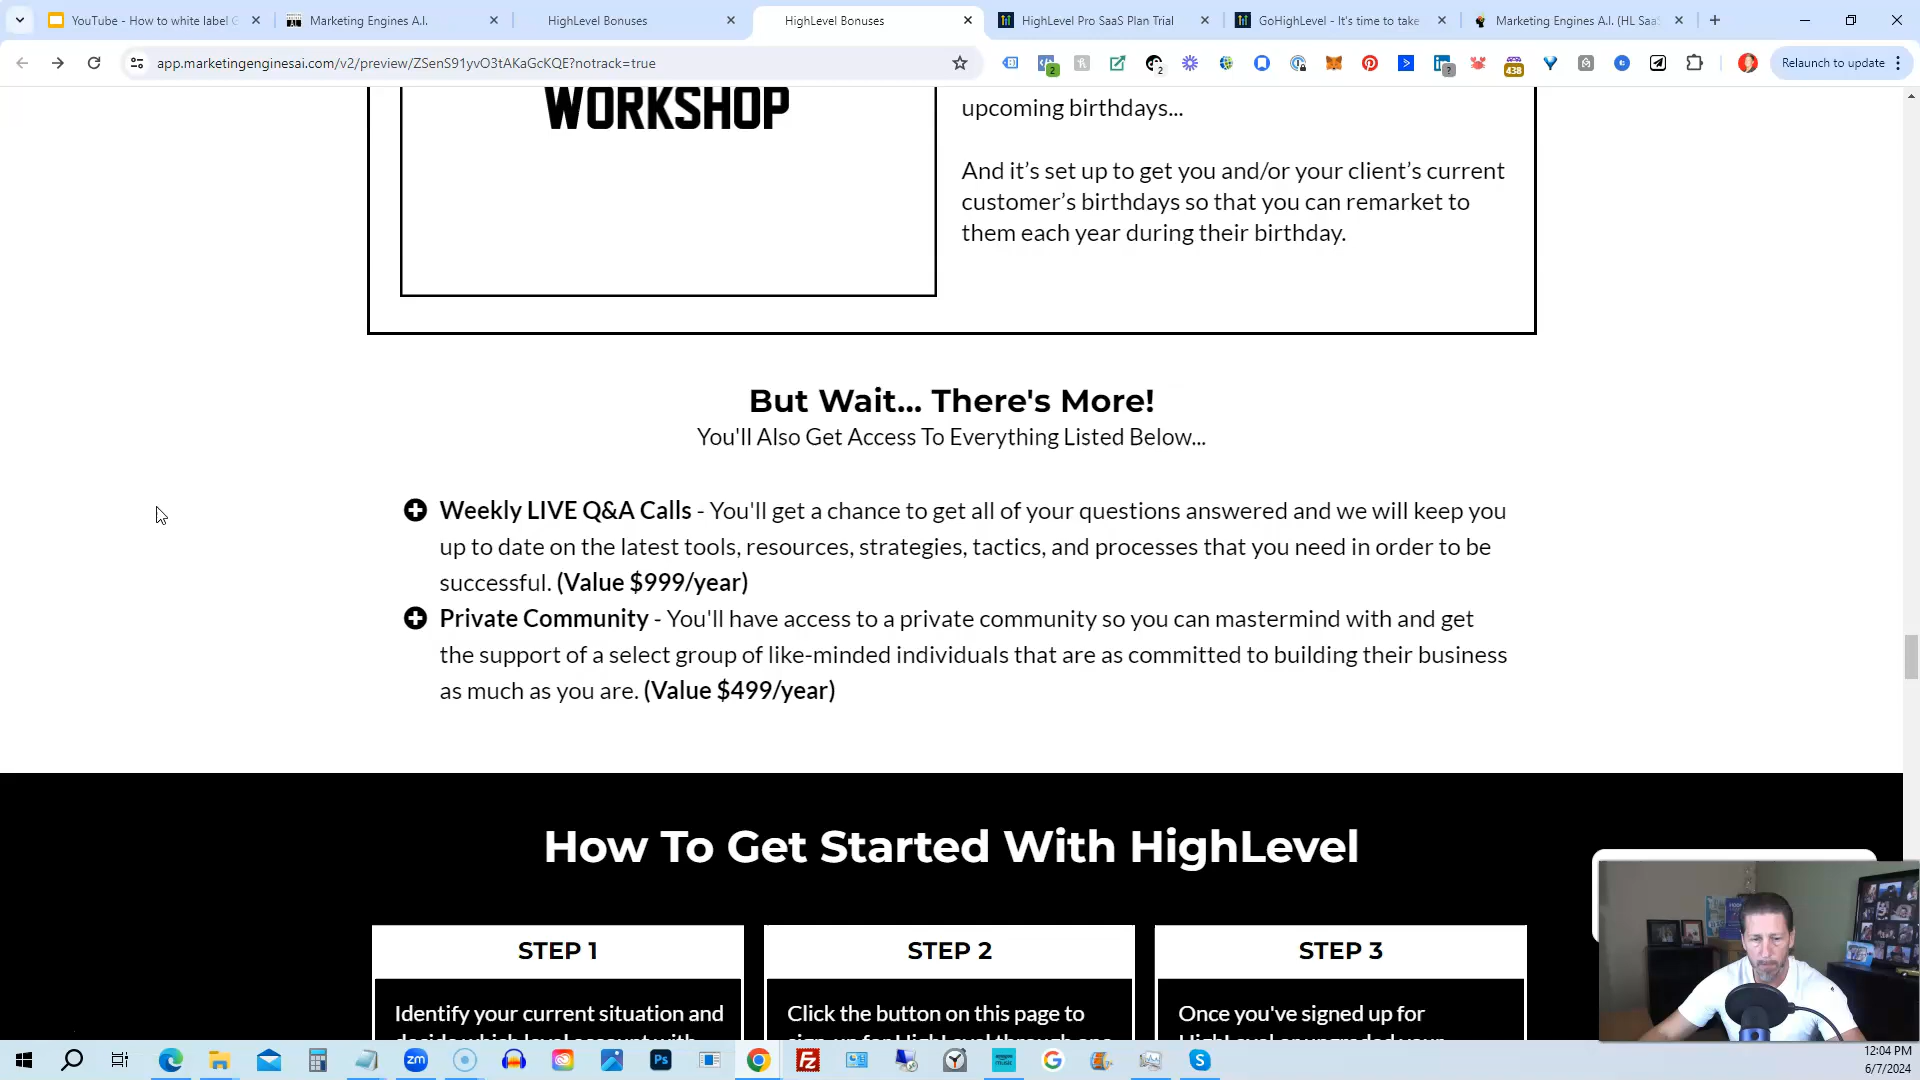 YouTube - How to white label G
Marketing Engines A.I.
HighLevel Bonuses
HighLevel Bonuses
HighLevel Pro SaaS Plan Trial
GoHighLevel - It's time to take
Marketing Engines A.I. (HL SaaS
app.marketingenginesai.com/v2/preview/ZSenS91yvO3tAKaGcKQE?notrack=true
2
2
?
438
Relaunch to update
WORKSHOP
upcoming birthdays...
And it's set up to get you and/or your client's current
customer's birthdays so that you can remarket to
them each year during their birthday.
But Wait... There's More!
You'll Also Get Access To Everything Listed Below...
Weekly LIVE Q&A Calls - You'll get a chance to get all of your questions answered and we will keep you
up to date on the latest tools, resources, strategies, tactics, and processes that you need in order to be
successful. (Value $999/year)
Private Community - You'll have access to a private community so you can mastermind with and get
the support of a select group of like-minded individuals that are as committed to building their business
as much as you are. (Value $499/year)
How To Get Started With HighLevel
STEP 1
STEP 2
STEP 3
Identify your current situation and
Click the button on this page to
Once you've signed up for
zm
Ps
12:04 PM
6/7/2024